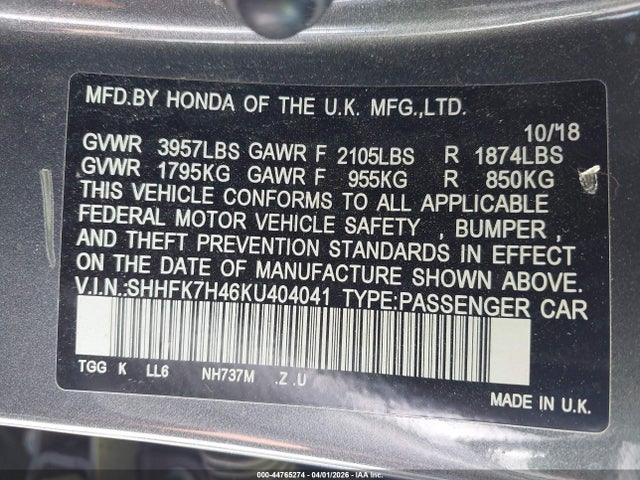 MFD.BY HONDA OF THE U.K. MFG.,LTD.
10/'18
GVWR 3957LBS GAWR F 2105LBS R 1874LBS
GVWR 1795KG GAWR F 955KG R 850KG
THIS VEHICLE CONFORMS TO ALL APPLICABLE
FEDERAL MOTOR VEHICLE SAFETY , BUMPER ,
AND THEFT PREVENTION STANDARDS IN EFFECT
ON THE DATE OF MANUFACTURE SHOWN ABOVE.
V.I.N.:SHHFK7H46KU404041 TYPE:PASSENGER CAR
TGG K LL6 NH737M .Z .U
MADE IN U.K.
000-44765274 - 04/01/2026 - IAA Inc.